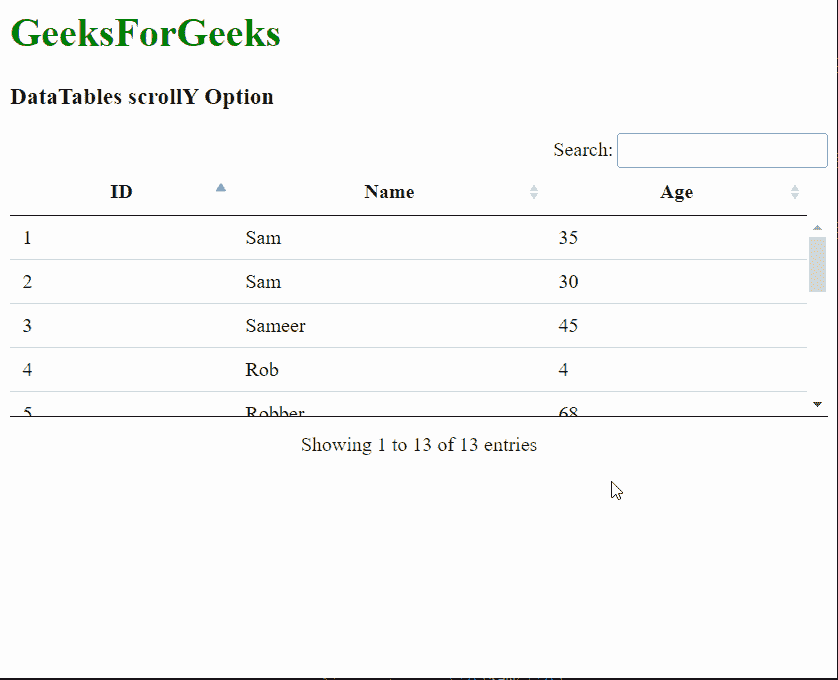 GeeksForGeeks
DataTables scrollY Option
Search:
ID Name Age
1 Sam 35
2 Sam 30
3 Sameer 45
4 Rob 4
5 Robber 68
Showing 1 to 13 of 13 entries